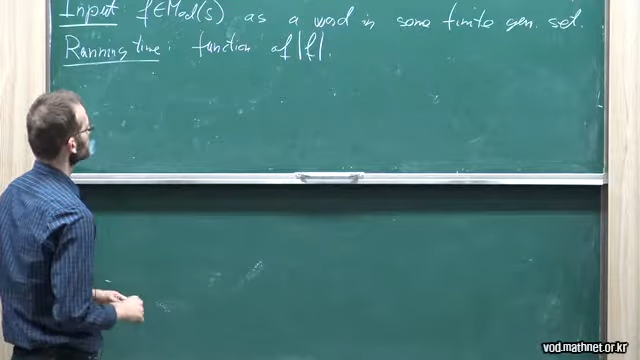 Input: f∈Mod(S) as a word in some finite gen. set.
Running time: function of |f|.
vod.mathnet.or.kr